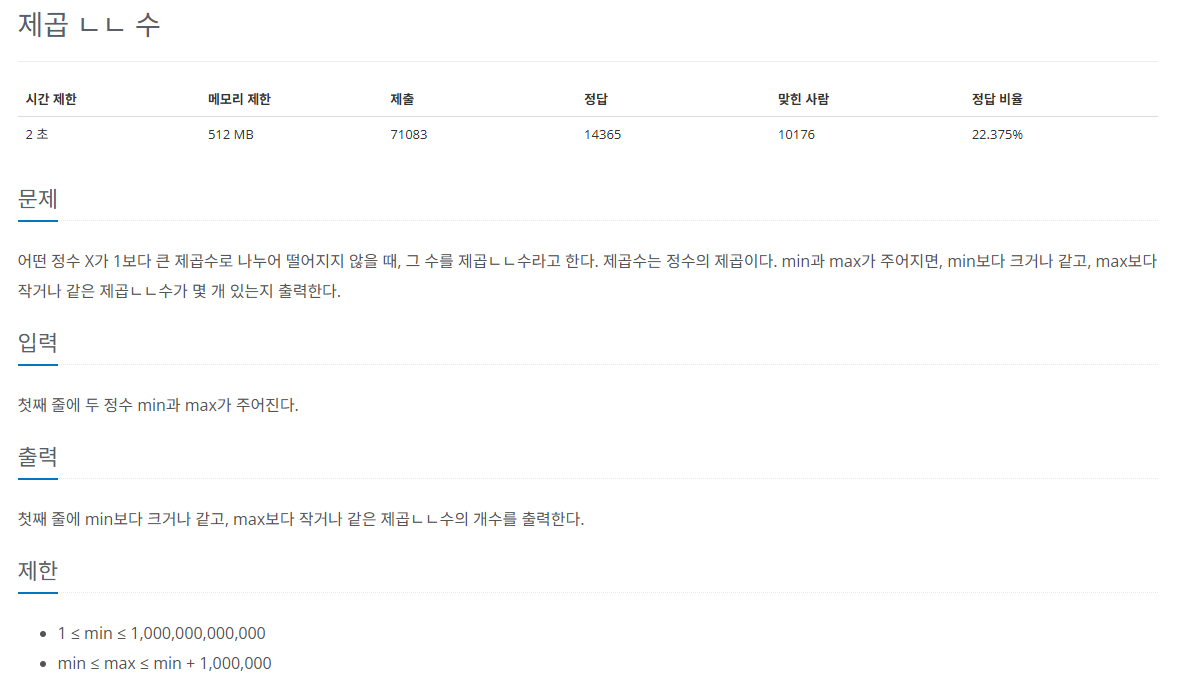 제곱 ㄴㄴ 수
시간 제한 메모리 제한 제출 정답 맞힌 사람 정답 비율
2 초 512 MB 71083 14365 10176 22.375%
문제
어떤 정수 X가 1보다 큰 제곱수로 나누어 떨어지지 않을 때, 그 수를 제곱ㄴㄴ수라고 한다. 제곱수는 정수의 제곱이다. min과 max가 주어지면, min보다 크거나 같고, max보다
작거나 같은 제곱ㄴㄴ수가 몇 개 있는지 출력한다.
입력
첫째 줄에 두 정수 min과 max가 주어진다.
출력
첫째 줄에 min보다 크거나 같고, max보다 작거나 같은 제곱ㄴㄴ수의 개수를 출력한다.
제한
• 1 ≤ min ≤ 1,000,000,000,000
• min ≤ max ≤ min + 1,000,000